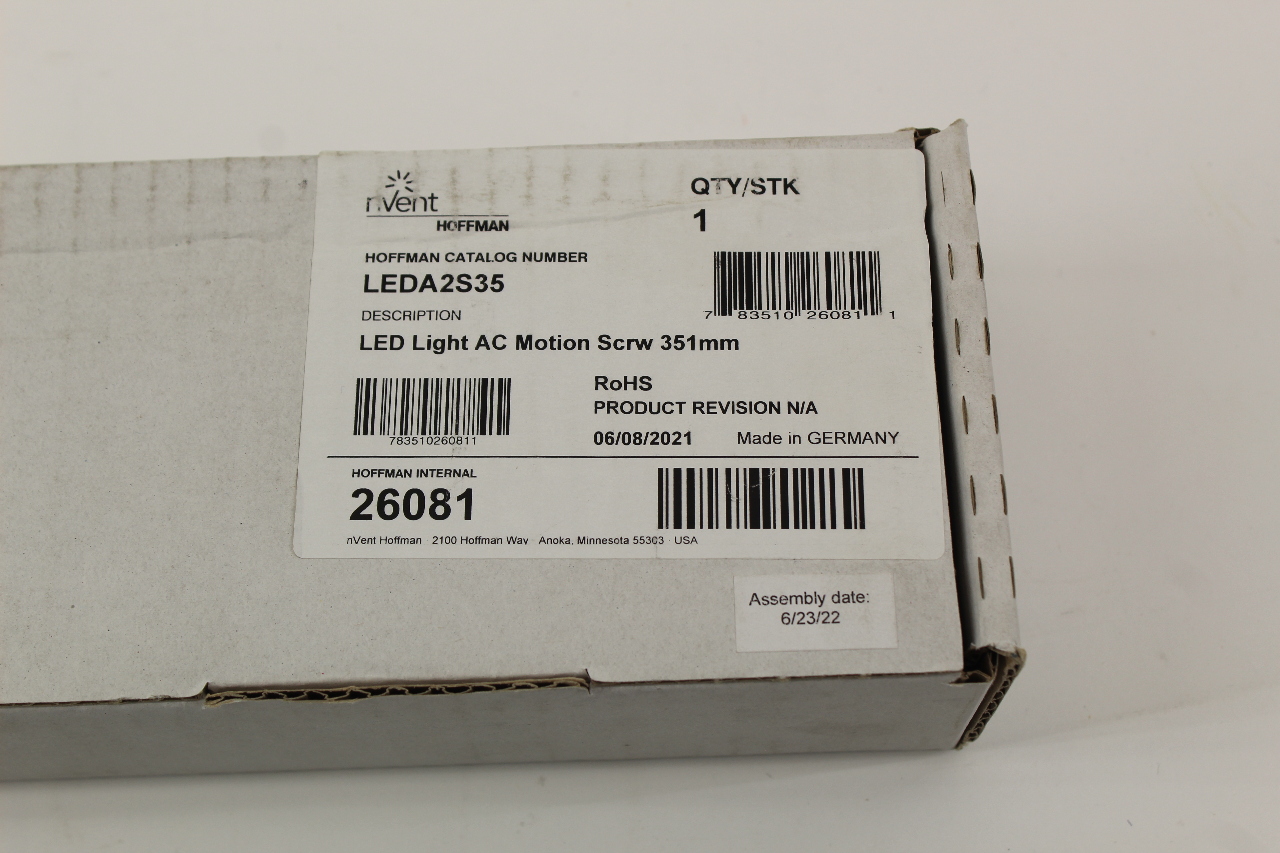 nVent
HOFFMAN
QTY/STK
1
HOFFMAN CATALOG NUMBER
LEDA2S35
7 83510 26081 1
DESCRIPTION
LED Light AC Motion Scrw 351mm
783510260811
RoHS
PRODUCT REVISION N/A
06/08/2021 Made in GERMANY
HOFFMAN INTERNAL
26081
nVent Hoffman · 2100 Hoffman Way · Anoka, Minnesota 55303 · USA
Assembly date:
6/23/22